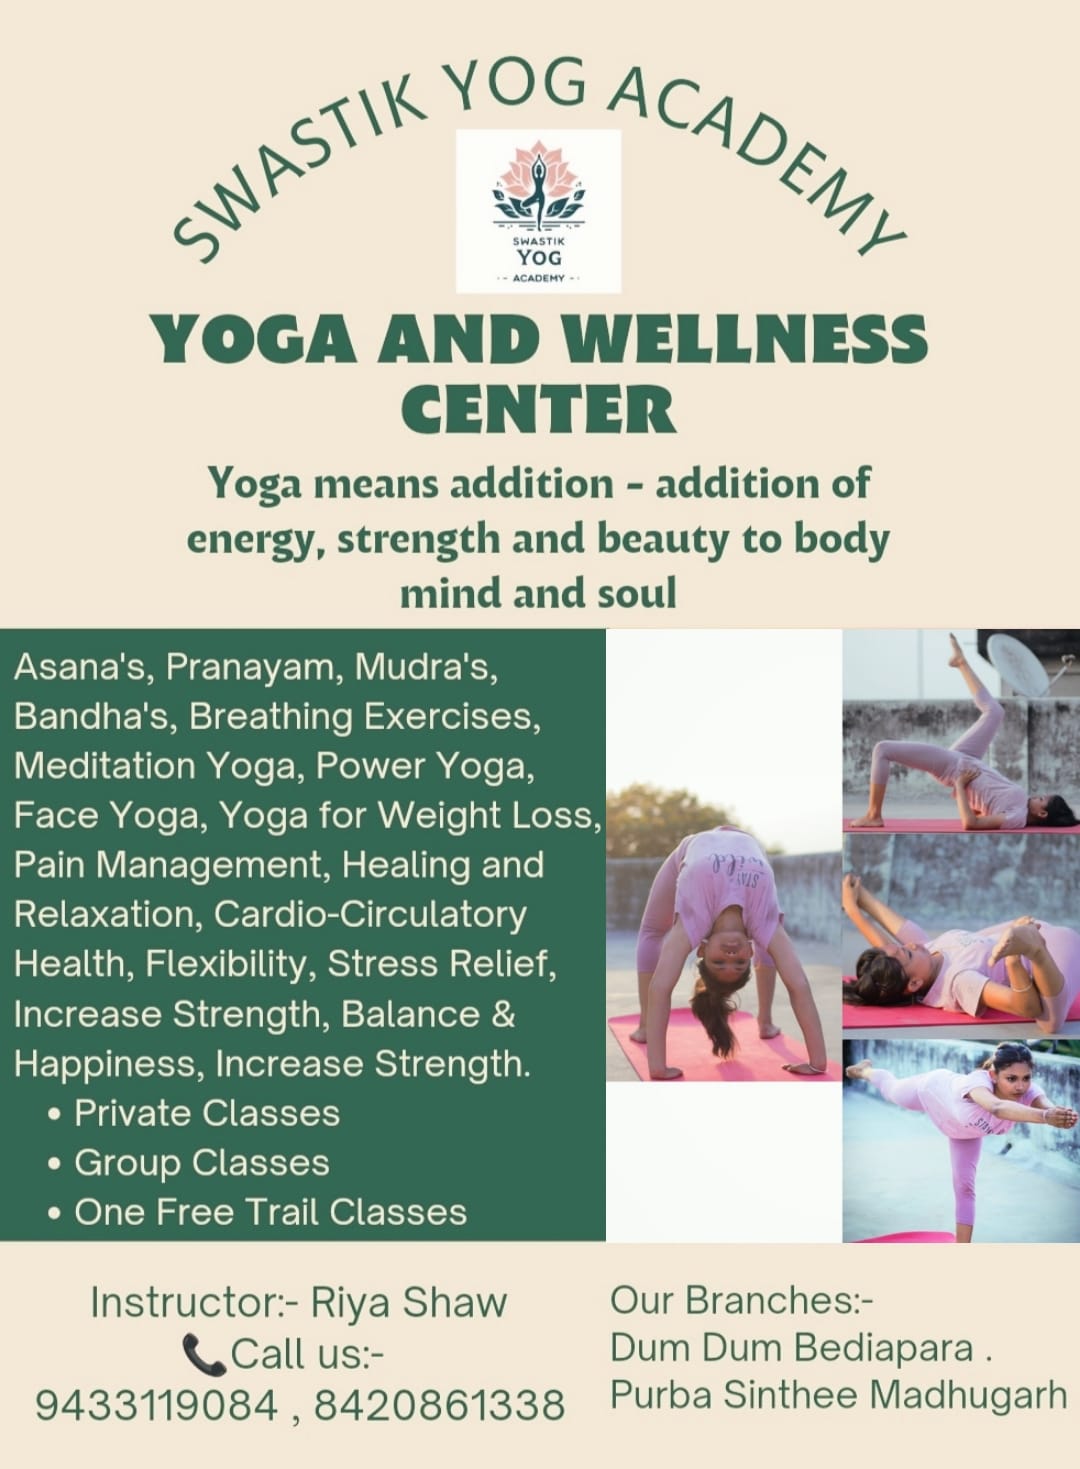 SWASTIK YOG ACADEMY
SWASTIK
YOG
ACADEMY
YOGA AND WELLNESS
CENTER
Yoga means addition - addition of
energy, strength and beauty to body
mind and soul
Asana's, Pranayam, Mudra's,
Bandha's, Breathing Exercises,
Meditation Yoga, Power Yoga,
Face Yoga, Yoga for Weight Loss,
Pain Management, Healing and
Relaxation, Cardio-Circulatory
Health, Flexibility, Stress Relief,
Increase Strength, Balance &
Happiness, Increase Strength.
• Private Classes
• Group Classes
• One Free Trail Classes
STAY
wild
STAY
Instructor:- Riya Shaw
📞Call us:-
9433119084 , 8420861338
Our Branches:-
Dum Dum Bediapara .
Purba Sinthee Madhugarh